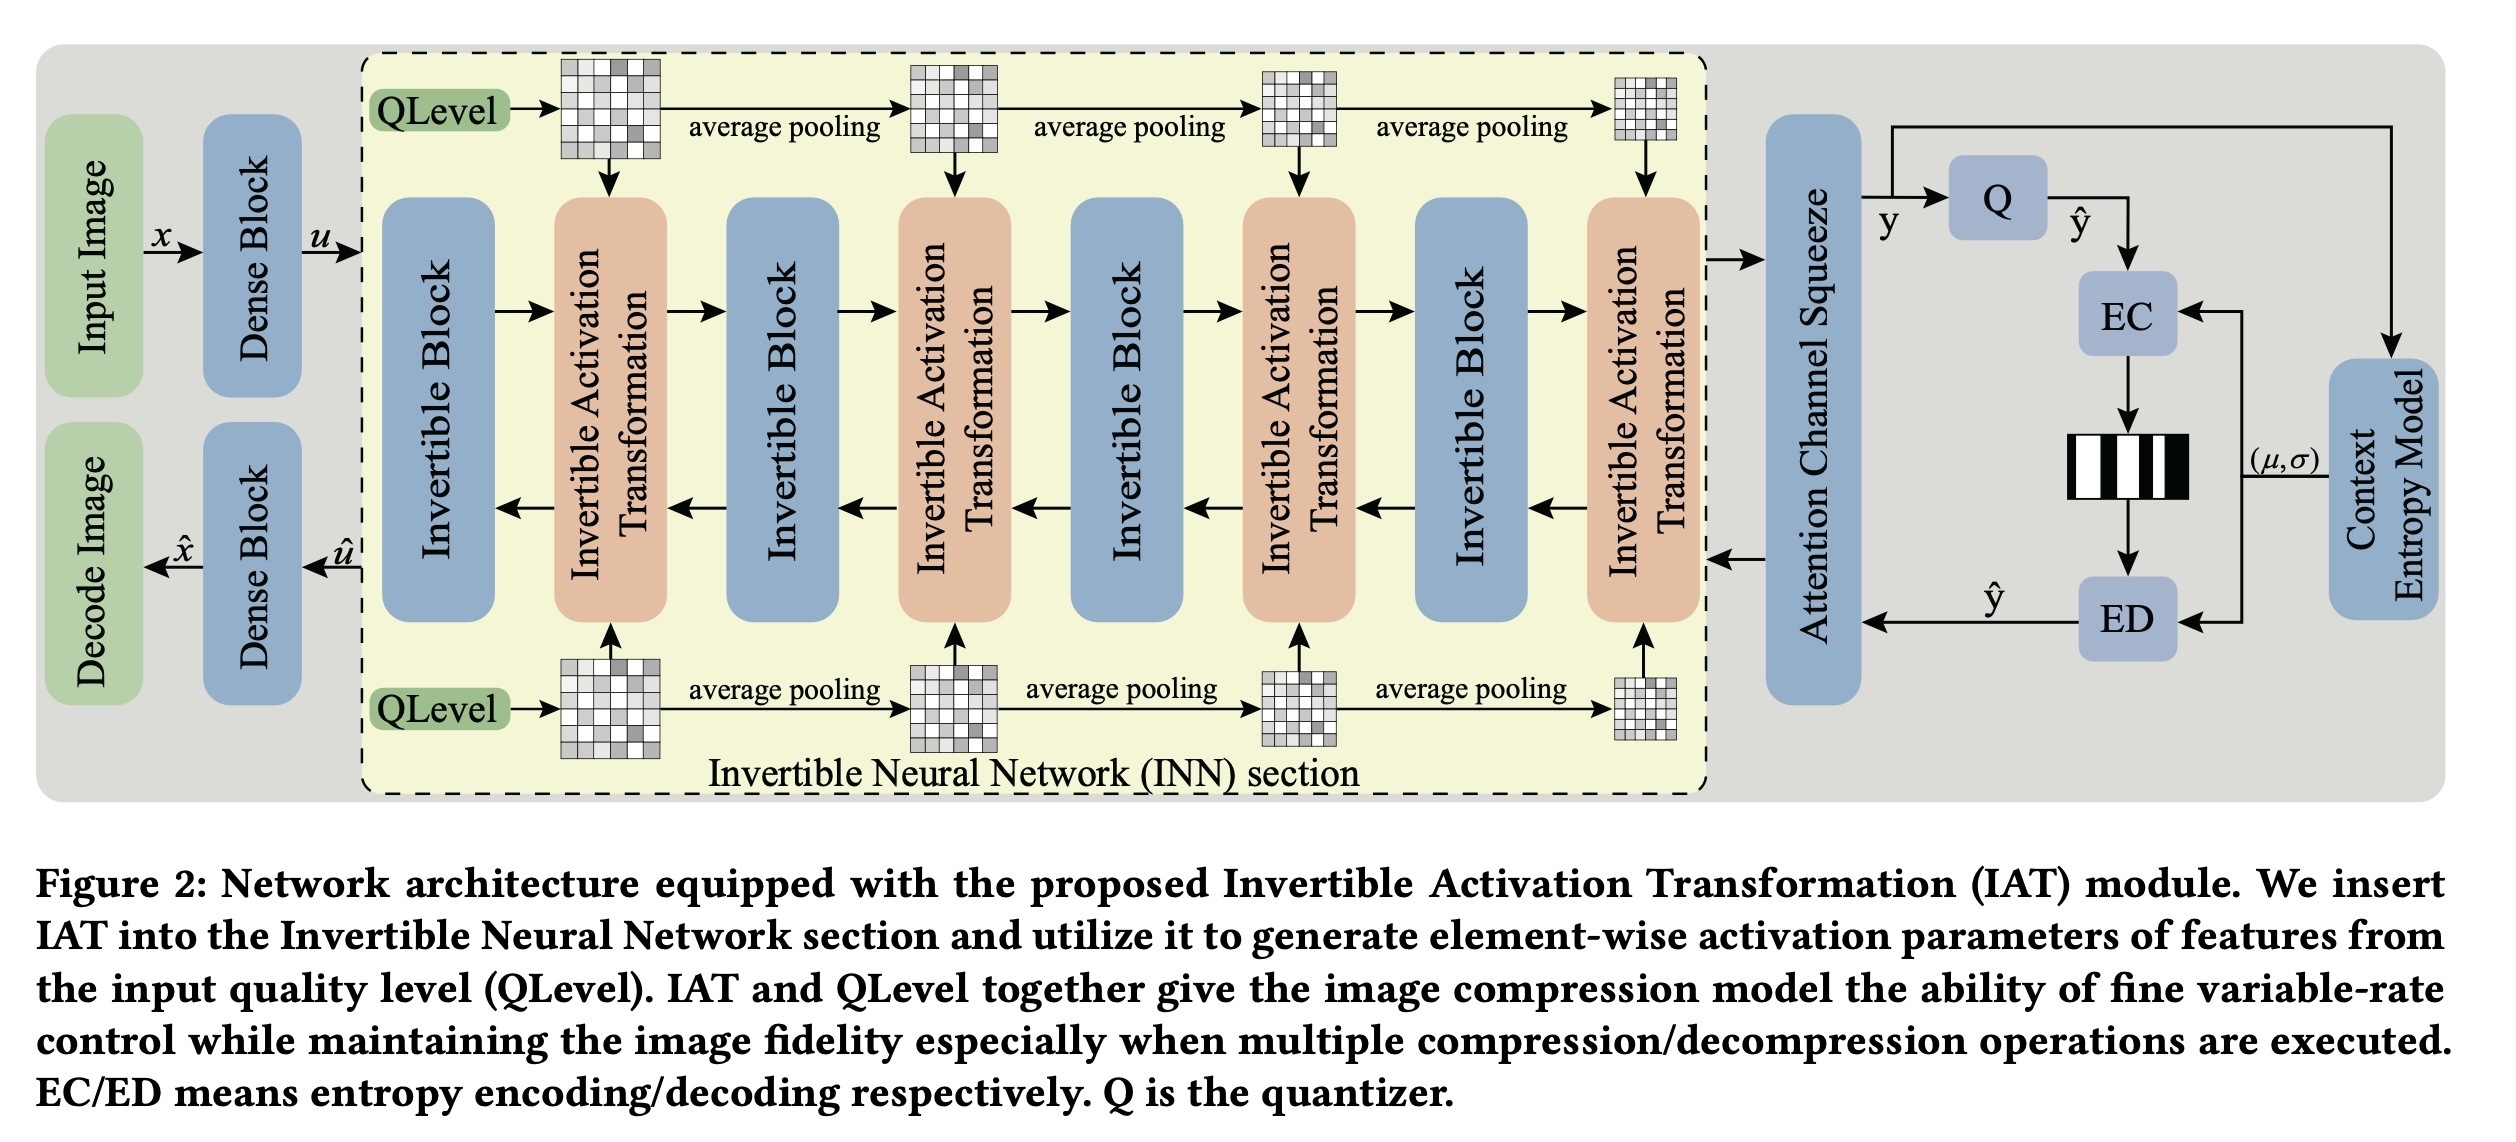 QLevel
average pooling
average pooling
average pooling
Input Image
x
Dense Block
u
Invertible Block
Invertible Activation
Transformation
Invertible Block
Invertible Activation
Transformation
Invertible Block
Invertible Activation
Transformation
Invertible Block
Invertible Activation
Transformation
Attention Channel Squeeze
y
Q
ŷ
EC
(μ, σ)
Context
Entropy Model
ED
ŷ
Decode Image
x̂
Dense Block
û
QLevel
average pooling
average pooling
average pooling
Invertible Neural Network (INN) section
Figure 2: Network architecture equipped with the proposed Invertible Activation Transformation (IAT) module. We insert
IAT into the Invertible Neural Network section and utilize it to generate element-wise activation parameters of features from
the input quality level (QLevel). IAT and QLevel together give the image compression model the ability of fine variable-rate
control while maintaining the image fidelity especially when multiple compression/decompression operations are executed.
EC/ED means entropy encoding/decoding respectively. Q is the quantizer.